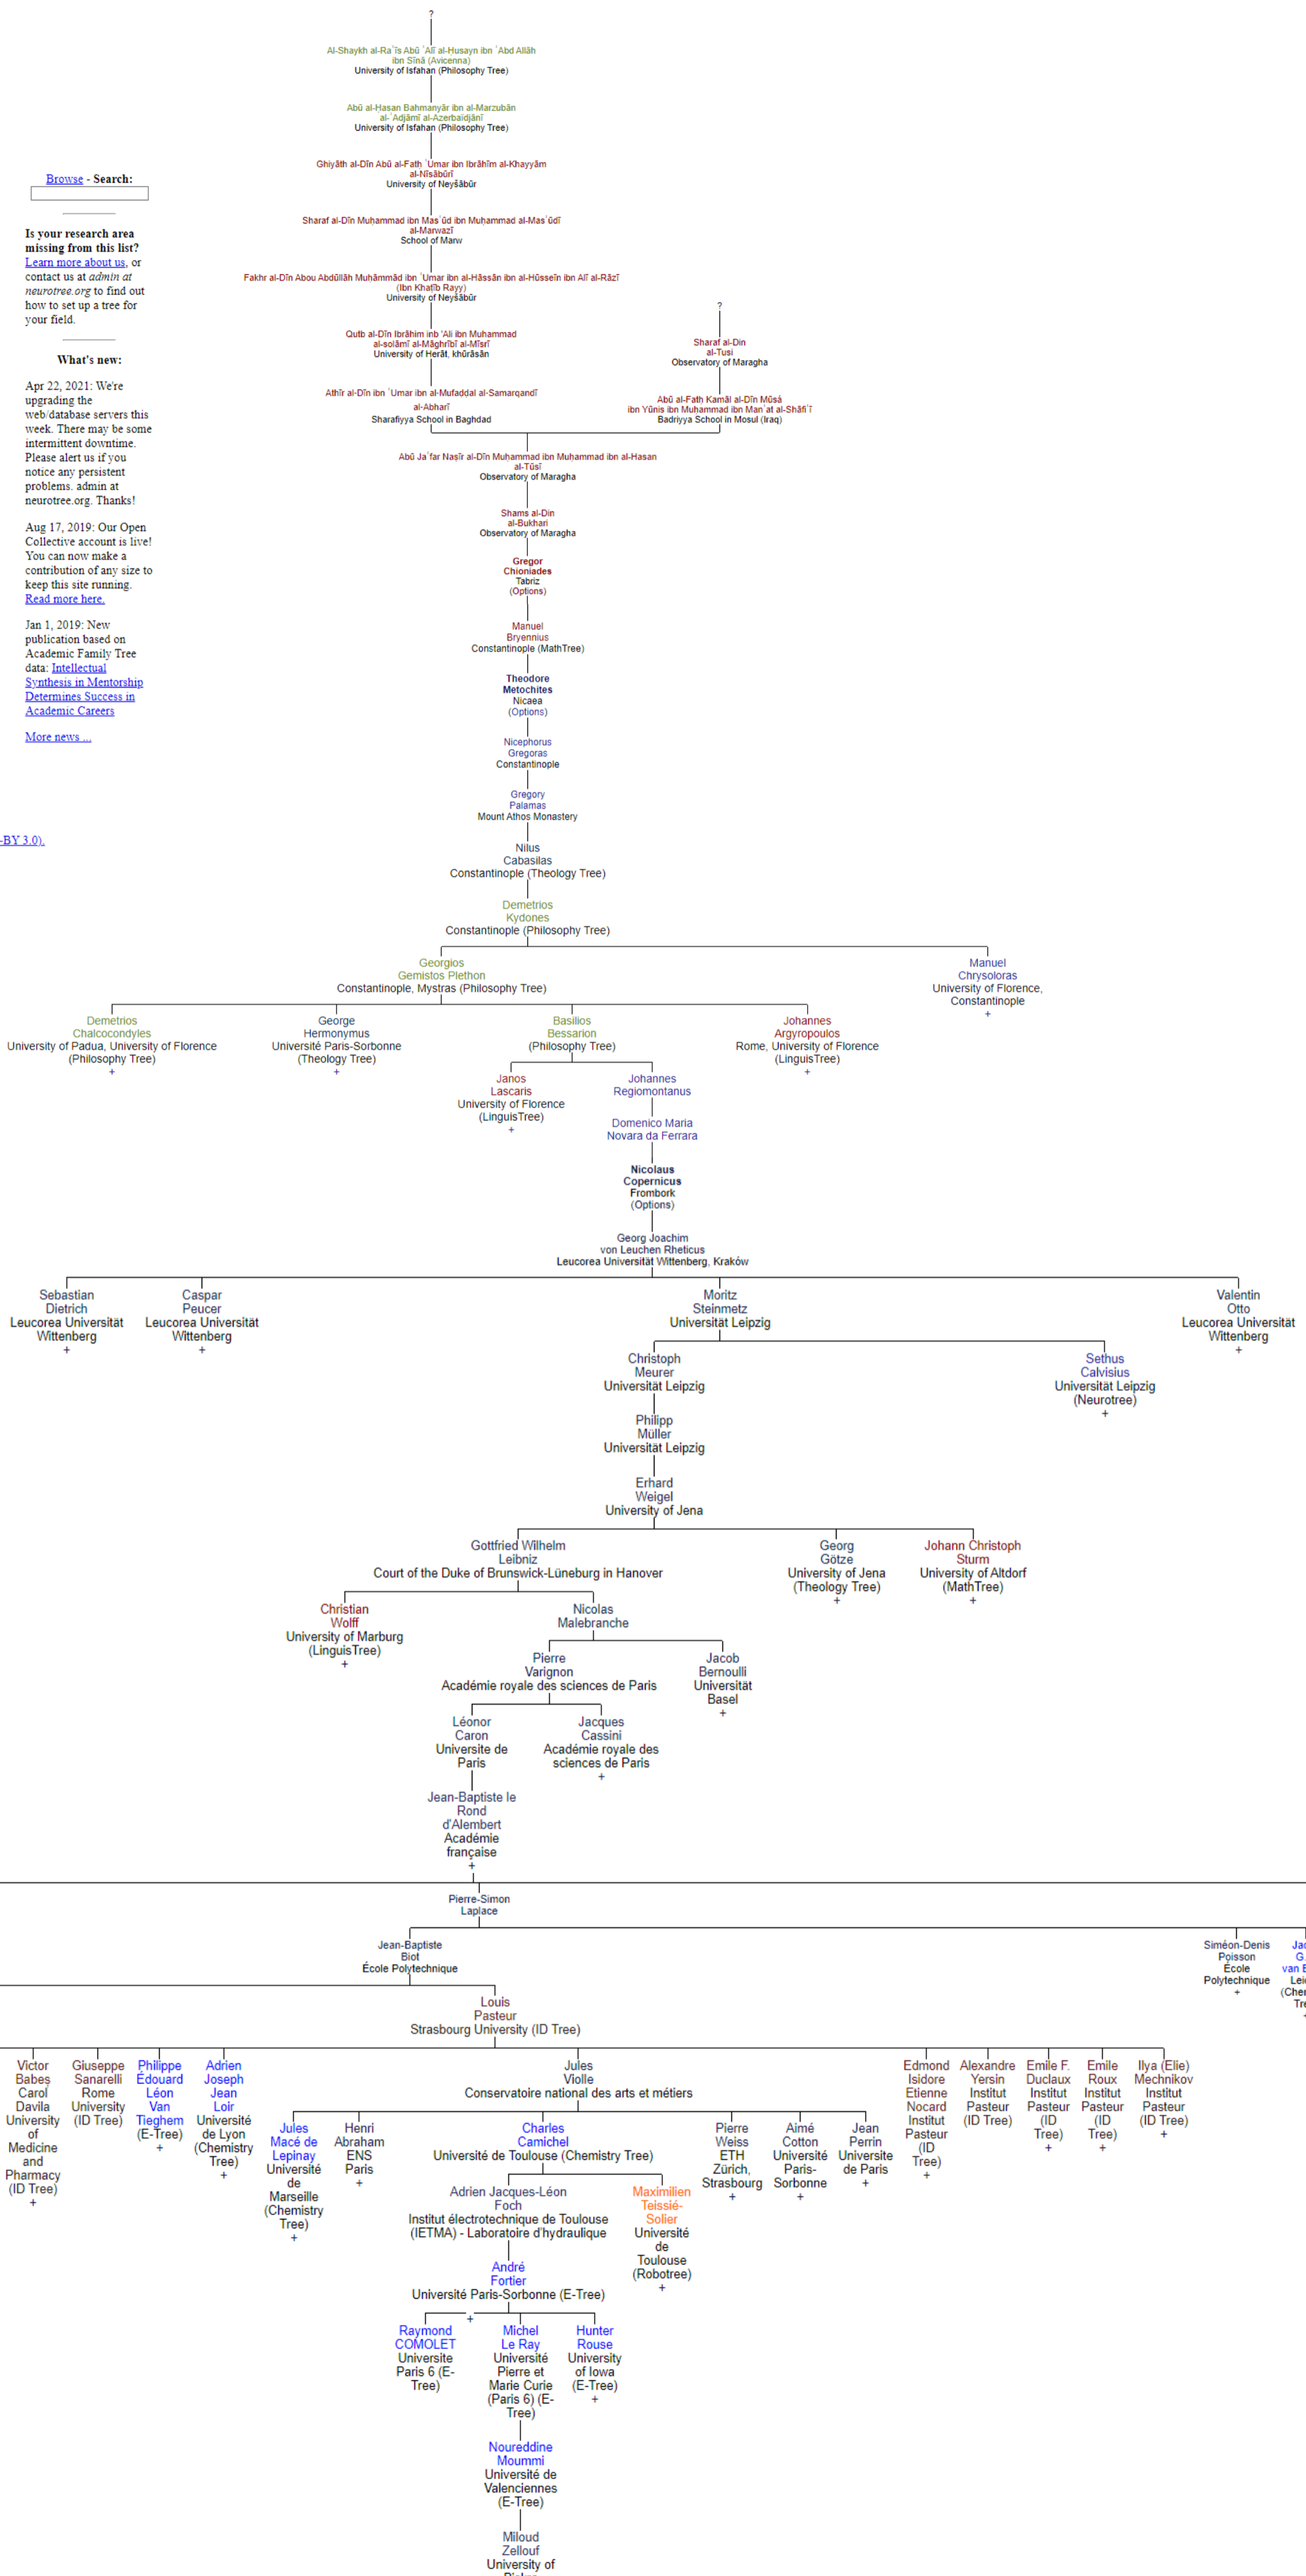 ?
Al-Shaykh al-Raʾīs Abū ʿAlī al-Husayn ibn ʿAbd Allāh
ibn Sīnā (Avicenna)
University of Isfahan (Philosophy Tree)
Abū al-Ḥasan Bahmanyār ibn al-Marzubān
al-ʿAdjāmī al-Azerbaidjānī
University of Isfahan (Philosophy Tree)
Ghiyāth al-Dīn Abū al-Fatḥ ʿUmar ibn Ibrāhīm al-Khayyām
al-Nīsābūrī
University of Neyšābūr
Sharaf al-Dīn Muḥammad ibn Masʿūd ibn Muḥammad al-Masʿūdī
al-Marwazī
School of Marw
Fakhr al-Dīn Abou Abdūllāh Muḥāmmād ibn ʿUmar ibn al-Hāssān ibn al-Hūsseīn ibn Alī al-Rāzī
(Ibn Khaṭīb Rayy)
University of Neyšābūr
Qutb al-Dīn Ibrāhim inb 'Ali ibn Muhammad
al-solāmī al-Māghrībī al-Mīsrī
University of Herāt, khūrāsān
Athīr al-Dīn ibn ʿUmar ibn al-Mufaḍḍal al-Samarqandī
al-Abharī
Sharafiyya School in Baghdad
?
Sharaf al-Din
al-Tusi
Observatory of Maragha
Abū al-Fatḥ Kamāl al-Dīn Mūsā
ibn Yūnis ibn Muḥammad ibn Manʿat al-Shāfiʿī
Badriyya School in Mosul (Iraq)
Abū Jaʿfar Naṣīr al-Dīn Muḥammad ibn Muḥammad ibn al-Hasan
al-Tūsī
Observatory of Maragha
Shams al-Din
al-Bukhari
Observatory of Maragha
Gregor
Chioniades
Tabriz
(Options)
Manuel
Bryennius
Constantinople (MathTree)
Theodore
Metochites
Nicaea
(Options)
Nicephorus
Gregoras
Constantinople
Gregory
Palamas
Mount Athos Monastery
Nilus
Cabasilas
Constantinople (Theology Tree)
Demetrios
Kydones
Constantinople (Philosophy Tree)
Browse - Search:
Is your research area
missing from this list?
Learn more about us, or
contact us at admin at
neurotree.org to find out
how to set up a tree for
your field.
What's new:
Apr 22, 2021: We're
upgrading the
web/database servers this
week. There may be some
intermittent downtime.
Please alert us if you
notice any persistent
problems. admin at
neurotree.org. Thanks!
Aug 17, 2019: Our Open
Collective account is live!
You can now make a
contribution of any size to
keep this site running.
Read more here.
Jan 1, 2019: New
publication based on
Academic Family Tree
data: Intellectual
Synthesis in Mentorship
Determines Success in
Academic Careers
More news ...
-BY 3.0).
Georgios
Gemistos Plethon
Constantinople, Mystras (Philosophy Tree)
Manuel
Chrysoloras
University of Florence,
Constantinople
+
Demetrios
Chalcocondyles
University of Padua, University of Florence
(Philosophy Tree)
+
George
Hermonymus
Université Paris-Sorbonne
(Theology Tree)
+
Basilios
Bessarion
(Philosophy Tree)
Johannes
Argyropoulos
Rome, University of Florence
(LinguisTree)
+
Janos
Lascaris
University of Florence
(LinguisTree)
+
Johannes
Regiomontanus
Domenico Maria
Novara da Ferrara
Nicolaus
Copernicus
Frombork
(Options)
Georg Joachim
von Leuchen Rheticus
Leucorea Universität Wittenberg, Kraków
Sebastian
Dietrich
Leucorea Universität
Wittenberg
+
Caspar
Peucer
Leucorea Universität
Wittenberg
+
Moritz
Steinmetz
Universität Leipzig
Valentin
Otto
Leucorea Universität
Wittenberg
+
Christoph
Meurer
Universität Leipzig
Sethus
Calvisius
Universität Leipzig
(Neurotree)
+
Philipp
Müller
Universität Leipzig
Erhard
Weigel
University of Jena
Gottfried Wilhelm
Leibniz
Court of the Duke of Brunswick-Lüneburg in Hanover
Georg
Götze
University of Jena
(Theology Tree)
+
Johann Christoph
Sturm
University of Altdorf
(MathTree)
+
Christian
Wolff
University of Marburg
(LinguisTree)
+
Nicolas
Malebranche
Pierre
Varignon
Académie royale des sciences de Paris
Jacob
Bernoulli
Universität
Basel
+
Léonor
Caron
Universite de
Paris
Jacques
Cassini
Académie royale des
sciences de Paris
+
Jean-Baptiste le
Rond
d'Alembert
Académie
française
+
Pierre-Simon
Laplace
Jean-Baptiste
Biot
École Polytechnique
Siméon-Denis
Poisson
École
Polytechnique
+
Louis
Pasteur
Strasbourg University (ID Tree)
Victor
Babeș
Carol
Davila
University
of
Medicine
and
Pharmacy
(ID Tree)
+
Giuseppe
Sanarelli
Rome
University
(ID Tree)
Philippe
Édouard
Léon
Van
Tieghem
(E-Tree)
+
Adrien
Joseph
Jean
Loir
Université
de Lyon
(Chemistry
Tree)
+
Jules
Violle
Conservatoire national des arts et métiers
Edmond
Isidore
Etienne
Nocard
Institut
Pasteur
(ID
Tree)
+
Alexandre
Yersin
Institut
Pasteur
(ID Tree)
Emile F.
Duclaux
Institut
Pasteur
(ID
Tree)
+
Emile
Roux
Institut
Pasteur
(ID
Tree)
+
Ilya (Elie)
Mechnikov
Institut
Pasteur
(ID Tree)
+
Jules
Macé de
Lepinay
Université
de
Marseille
(Chemistry
Tree)
+
Henri
Abraham
ENS
Paris
+
Charles
Camichel
Université de Toulouse (Chemistry Tree)
Pierre
Weiss
ETH
Zürich,
Strasbourg
+
Aimé
Cotton
Université
Paris-
Sorbonne
+
Jean
Perrin
Universite
de Paris
+
Adrien Jacques-Léon
Foch
Institut électrotechnique de Toulouse
(IETMA) - Laboratoire d'hydraulique
Maximilien
Teissié-
Solier
Université
de
Toulouse
(Robotree)
+
André
Fortier
Université Paris-Sorbonne (E-Tree)
+
Raymond
COMOLET
Universite
Paris 6 (E-
Tree)
Michel
Le Ray
Université
Pierre et
Marie Curie
(Paris 6) (E-
Tree)
Hunter
Rouse
University
of Iowa
(E-Tree)
+
Noureddine
Moummi
Université de
Valenciennes
(E-Tree)
Miloud
Zellouf
University of